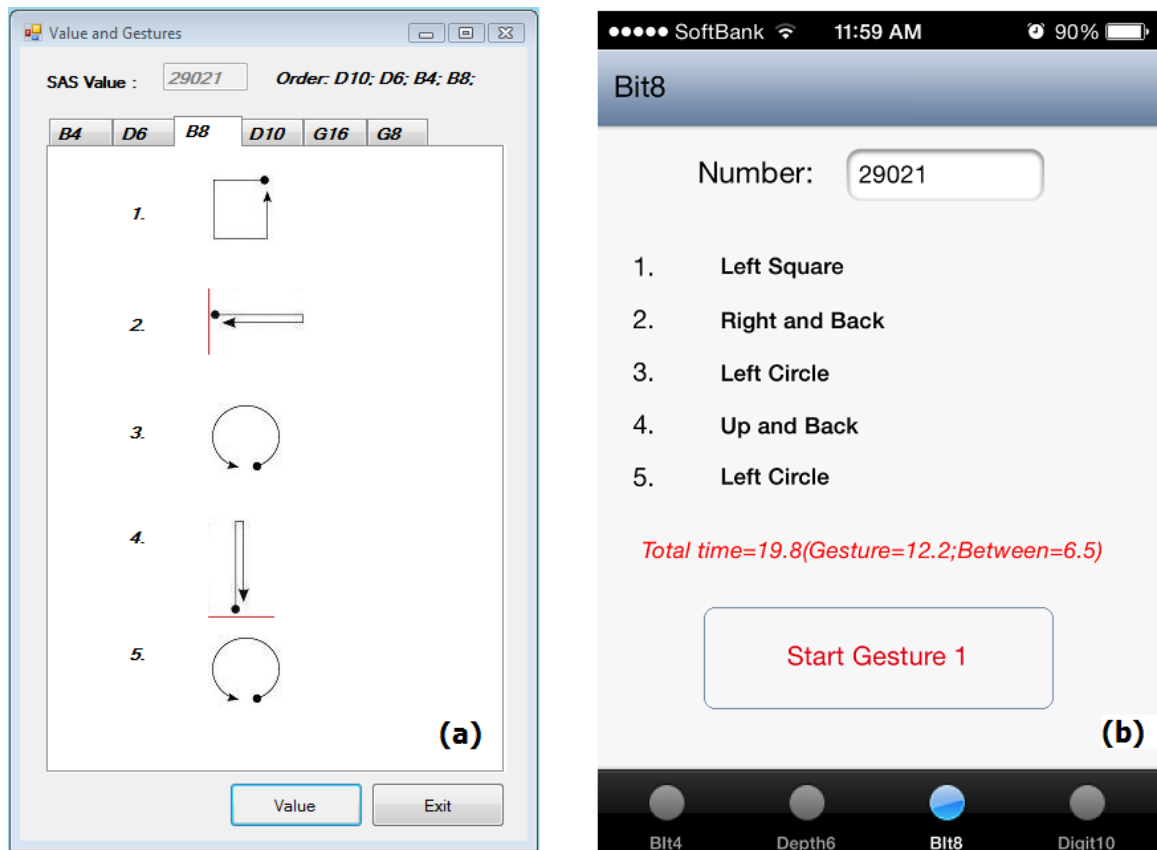 Value and Gestures
SAS Value : 29021 Order: D10; D6; B4; B8;
B4 D6 B8 D10 G16 G8
1.
2.
3.
4.
5.
(a)
Value Exit
SoftBank 11:59 AM 90%
Bit8
Number: 29021
1. Left Square
2. Right and Back
3. Left Circle
4. Up and Back
5. Left Circle
Total time=19.8(Gesture=12.2;Between=6.5)
Start Gesture 1
(b)
BIt4 Depth6 BIt8 Digit10